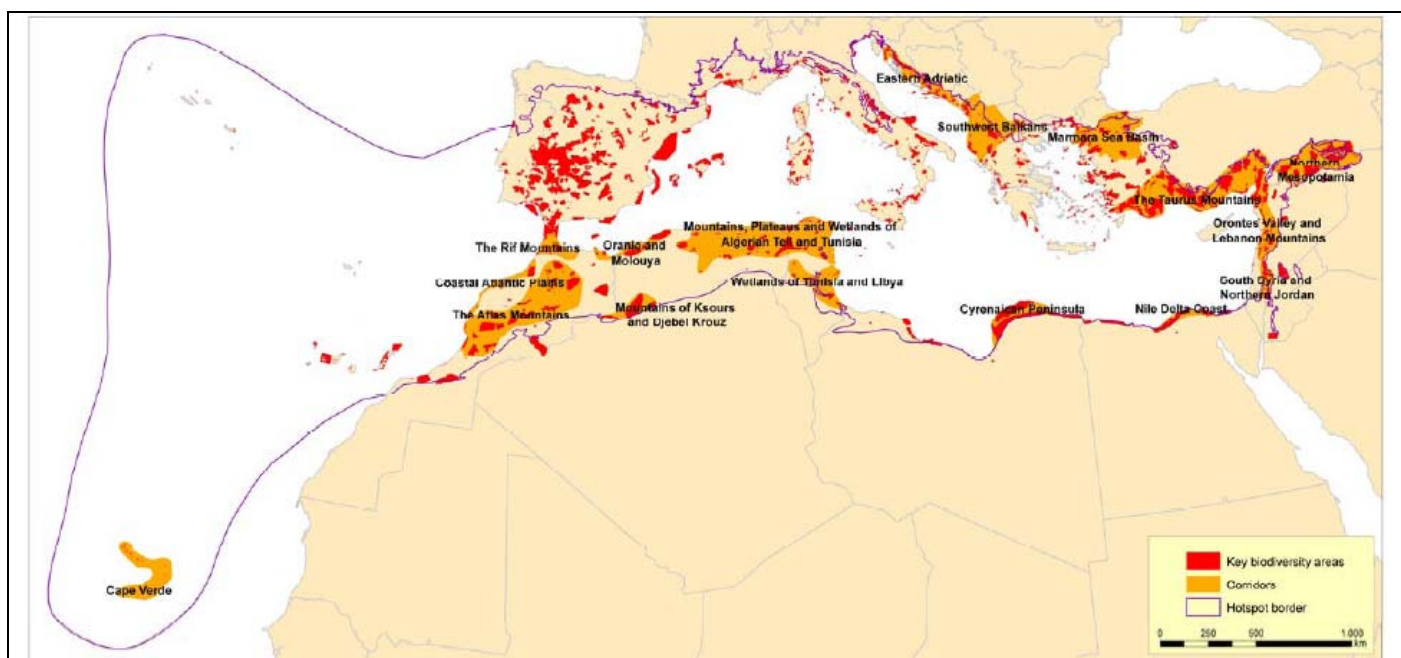 Eastern Adriatic
Southwest Balkans
Marmara Sea Basin
Northern
Mesopotamia
The Taurus Mountains
Mountains, Plateaus and Wetlands of
Algerian Tell and Tunisia
Orontes Valley and
Lebanon Mountains
The Rif Mountains
Oranie and
Molouya
Coastal Atlantic Plains
Wetlands of Tunisia and Libya
South Syria and
Northern Jordan
The Atlas Mountains
Mountains of Ksours
and Djebel Krouz
Cyrenaican Peninsula
Nile Delta Coast
Cape Verde
Key biodiversity areas
Corridors
Hotspot border
0 250 500 1.000
km